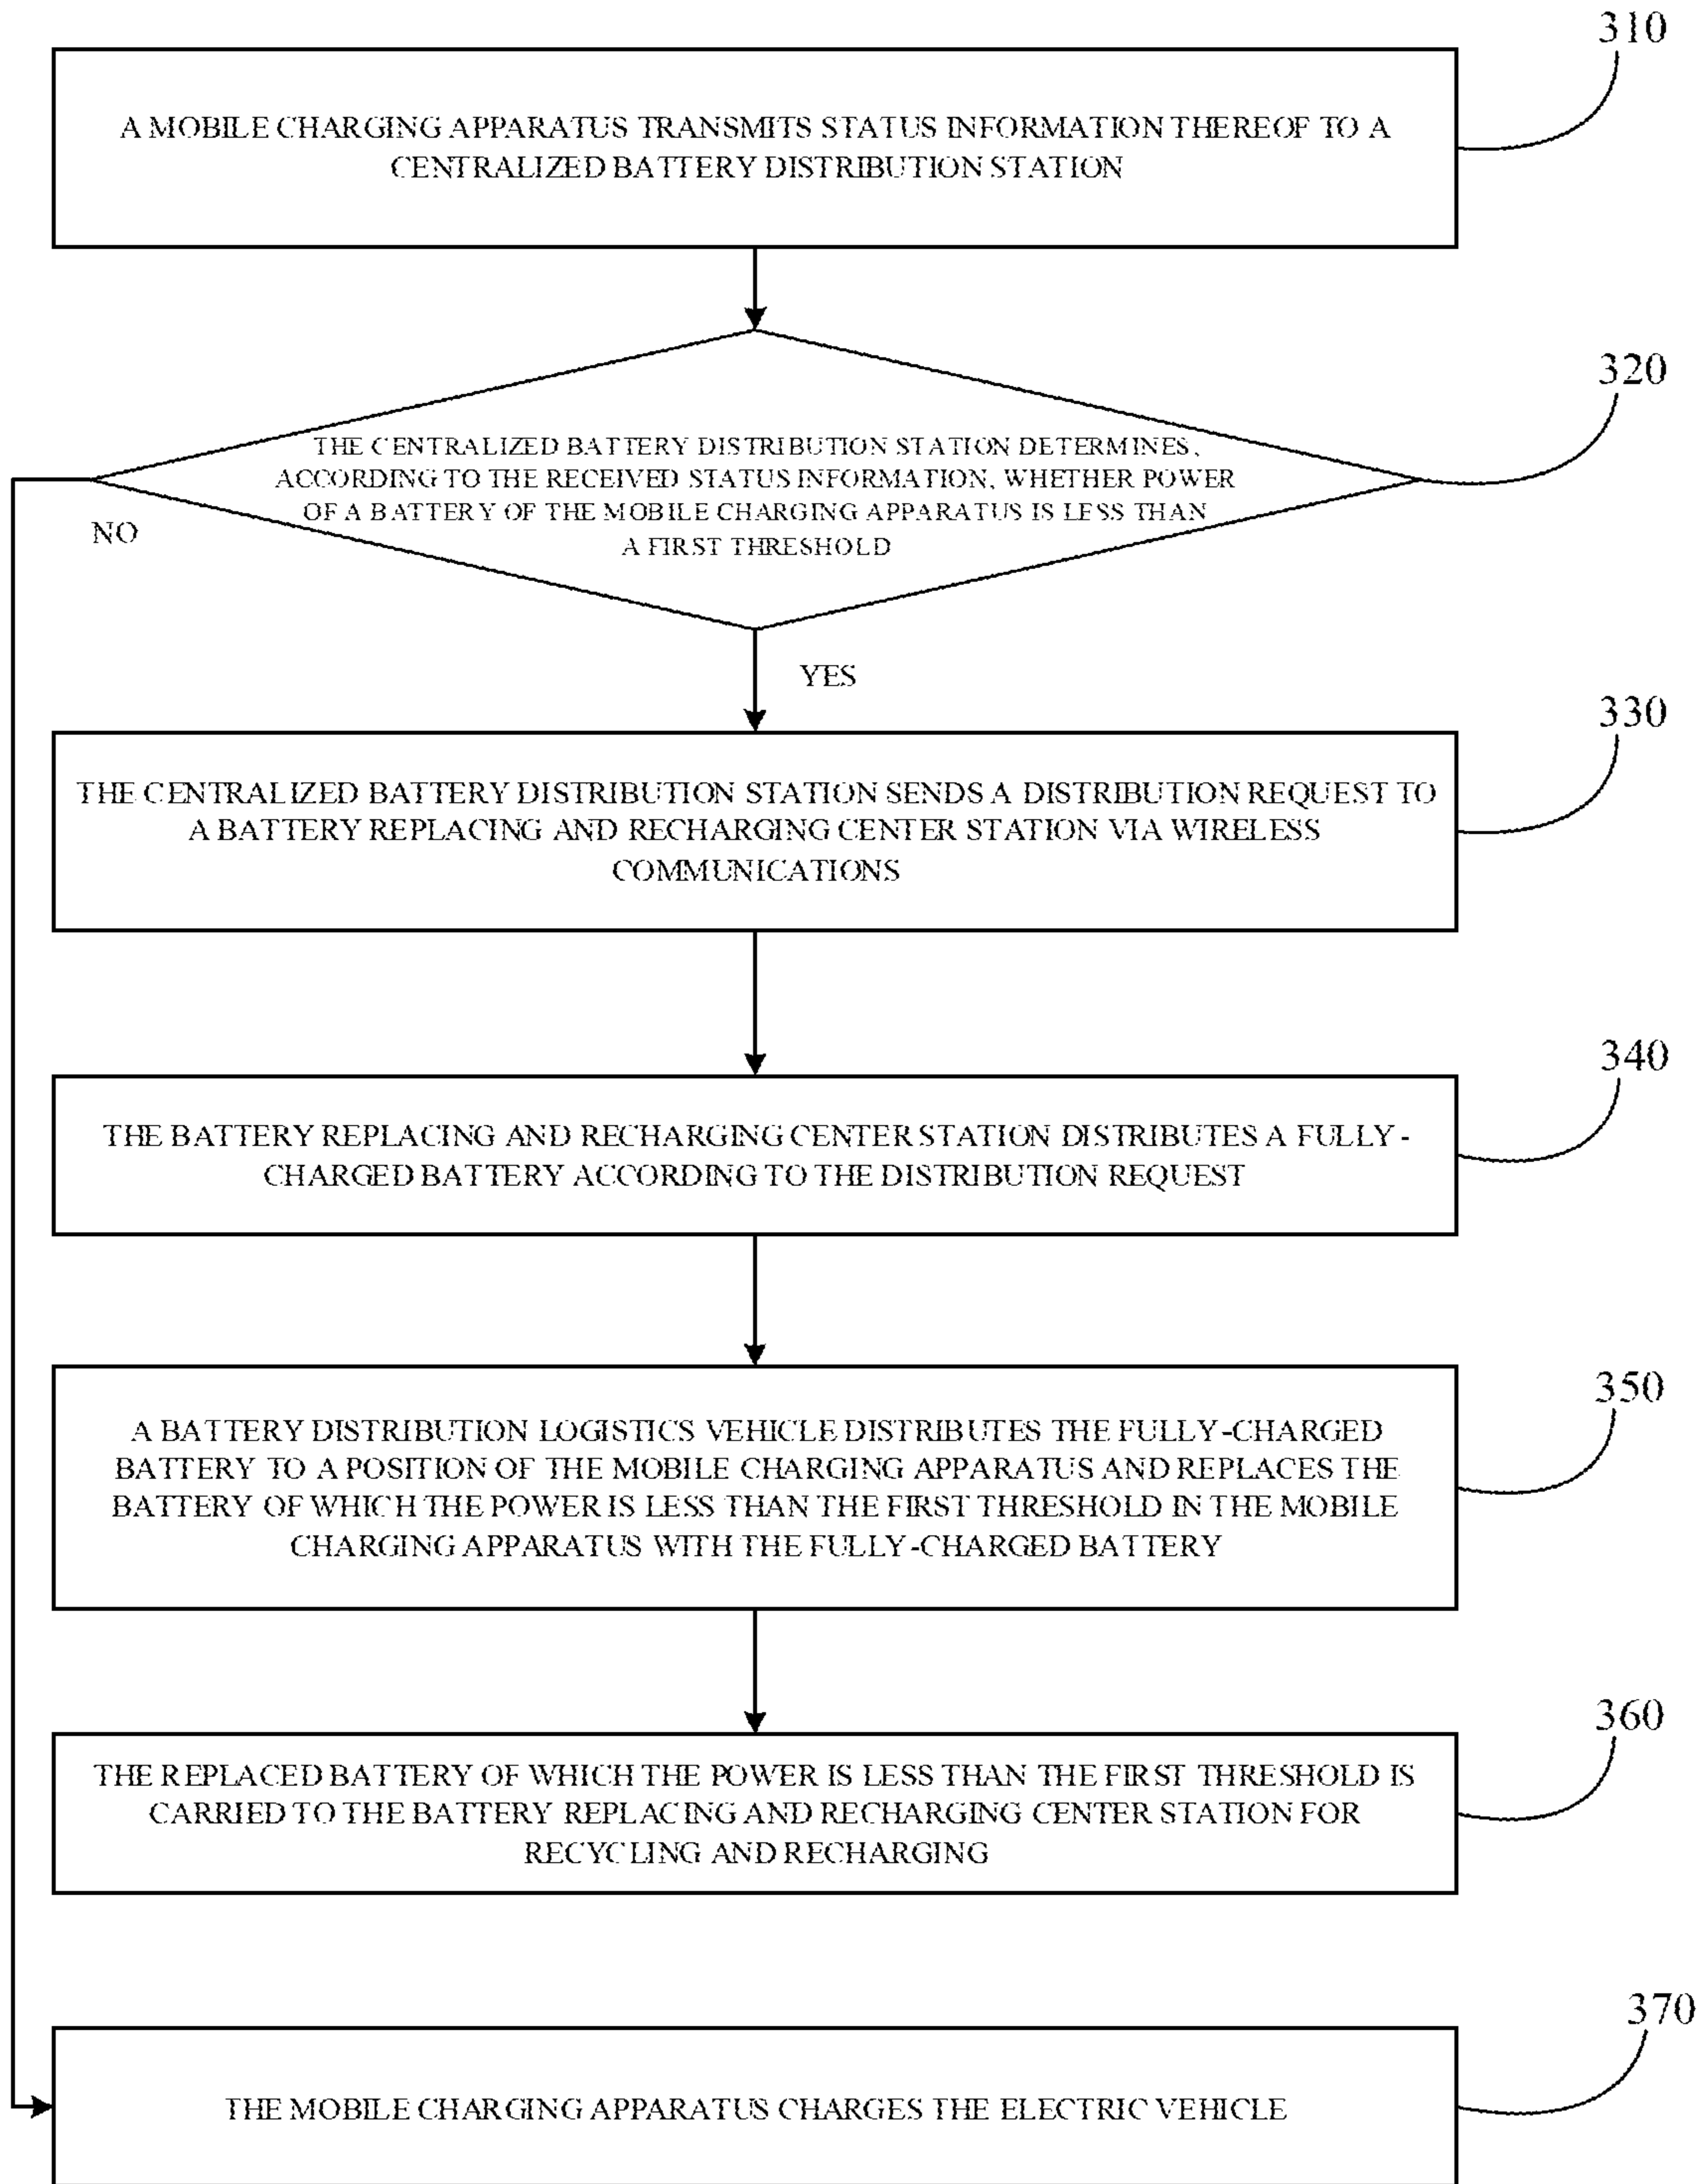 310
A MOBILE CHARGING APPARATUS TRANSMITS STATUS INFORMATION THEREOF TO A
CENTRALIZED BATTERY DISTRIBUTION STATION
320
THE CENTRALIZED BATTERY DISTRIBUTION STATION DETERMINES,
ACCORDING TO THE RECEIVED STATUS INFORMATION, WHETHER POWER
OF A BATTERY OF THE MOBILE CHARGING APPARATUS IS LESS THAN
A FIRST THRESHOLD
NO
YES
330
THE CENTRALIZED BATTERY DISTRIBUTION STATION SENDS A DISTRIBUTION REQUEST TO
A BATTERY REPLACING AND RECHARGING CENTER STATION VIA WIRELESS
COMMUNICATIONS
340
THE BATTERY REPLACING AND RECHARGING CENTER STATION DISTRIBUTES A FULLY-
CHARGED BATTERY ACCORDING TO THE DISTRIBUTION REQUEST
350
A BATTERY DISTRIBUTION LOGISTICS VEHICLE DISTRIBUTES THE FULLY-CHARGED
BATTERY TO A POSITION OF THE MOBILE CHARGING APPARATUS AND REPLACES THE
BATTERY OF WHICH THE POWER IS LESS THAN THE FIRST THRESHOLD IN THE MOBILE
CHARGING APPARATUS WITH THE FULLY-CHARGED BATTERY
360
THE REPLACED BATTERY OF WHICH THE POWER IS LESS THAN THE FIRST THRESHOLD IS
CARRIED TO THE BATTERY REPLACING AND RECHARGING CENTER STATION FOR
RECYCLING AND RECHARGING
370
THE MOBILE CHARGING APPARATUS CHARGES THE ELECTRIC VEHICLE